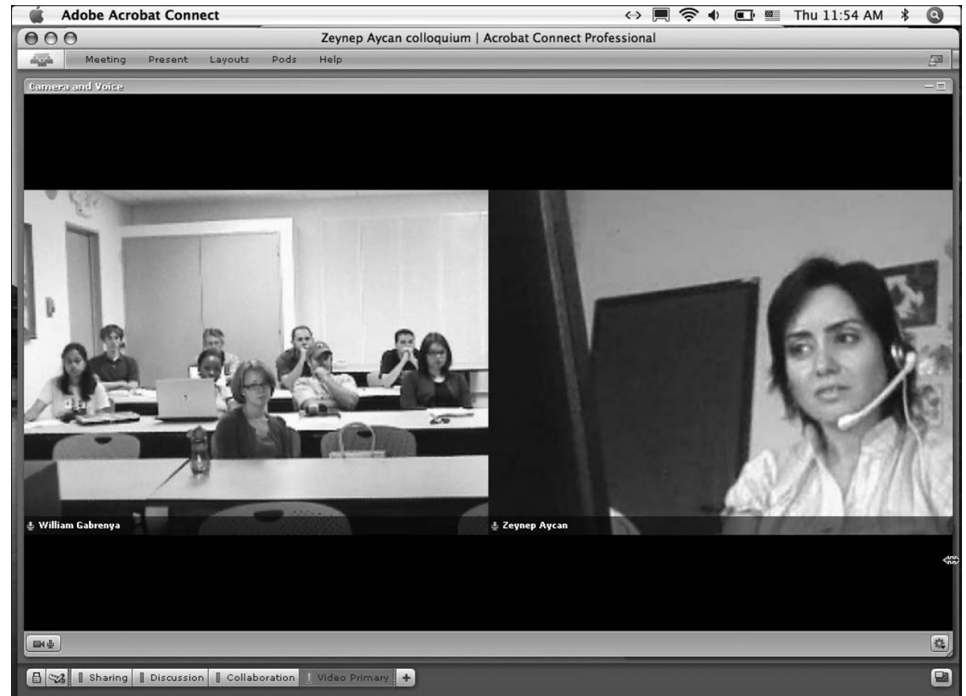 Adobe Acrobat Connect
Thu 11:54 AM
Zeynep Aycan colloquium | Acrobat Connect Professional
Meeting Present Layouts Pods Help
Camera and Voice
William Gabrenya
Zeynep Aycan
Sharing Discussion Collaboration Video Primary +